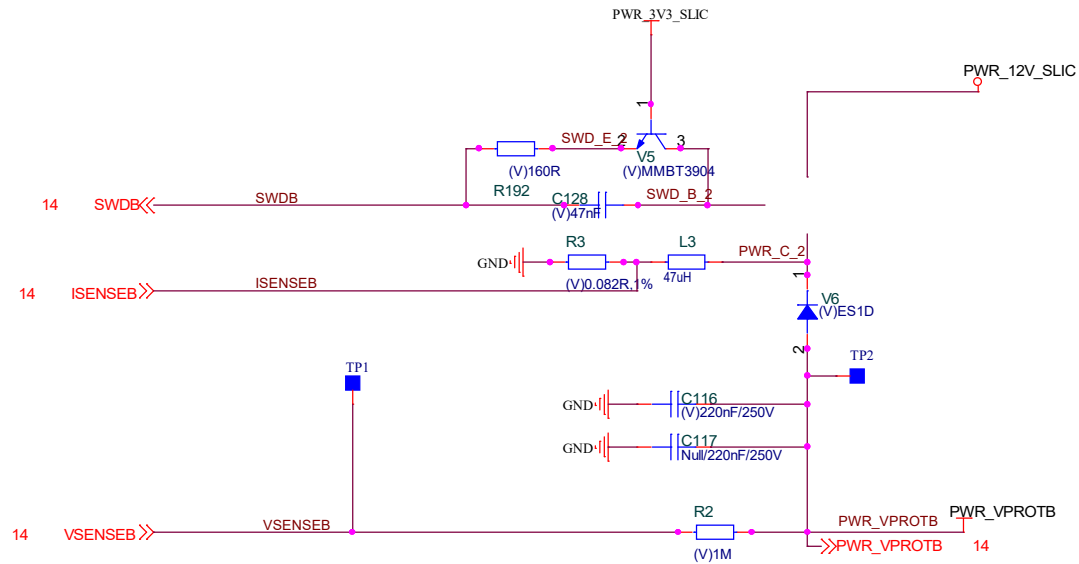 PWR_3V3_SLIC
PWR_12V_SLIC
1
SWD_E_2
2
3
V5
(V)160R
(V)MMBT3904
R192
C128
SWD_B_2
14
SWDB
SWDB
(V)47nF
R3
L3
PWR_C_2
GND
1
ISENSEB
(V)0.082R,1%
47uH
14
ISENSEB
V6
(V)ES1D
2
TP1
TP2
C116
GND
(V)220nF/250V
C117
GND
Null/220nF/250V
R2
PWR_VPROTB
14
VSENSEB
VSENSEB
PWR_VPROTB
PWR_VPROTB
14
(V)1M